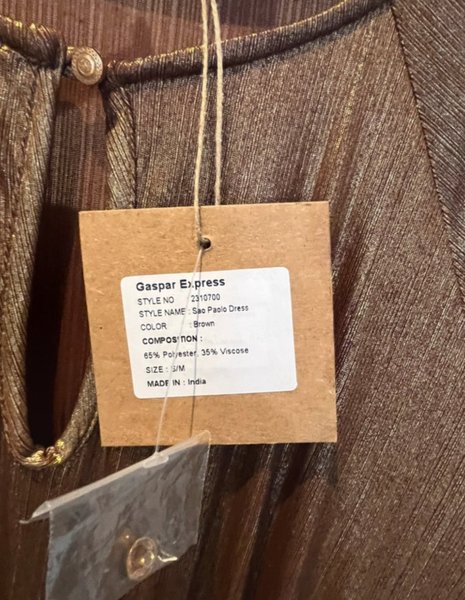 Gaspar Express
STYLE NO : 2310700
STYLE NAME : Sao Paolo Dress
COLOR : Brown
COMPOSITION :
65% Polyester, 35% Viscose
SIZE : S/M
MADE IN : India